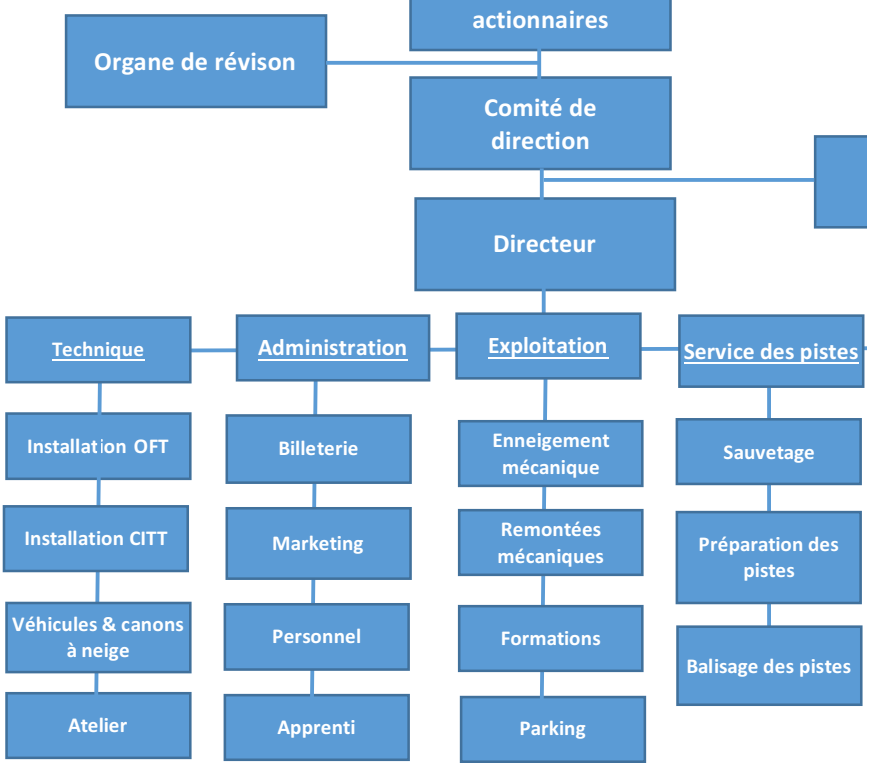 actionnaires
Organe de révison
Comité de
direction
Directeur
Technique
Administration
Exploitation
Service des pistes
Installation OFT
Billeterie
Enneigement
mécanique
Sauvetage
Installation CITT
Marketing
Remontées
mécaniques
Préparation des
pistes
Véhicules & canons
à neige
Personnel
Formations
Balisage des pistes
Atelier
Apprenti
Parking